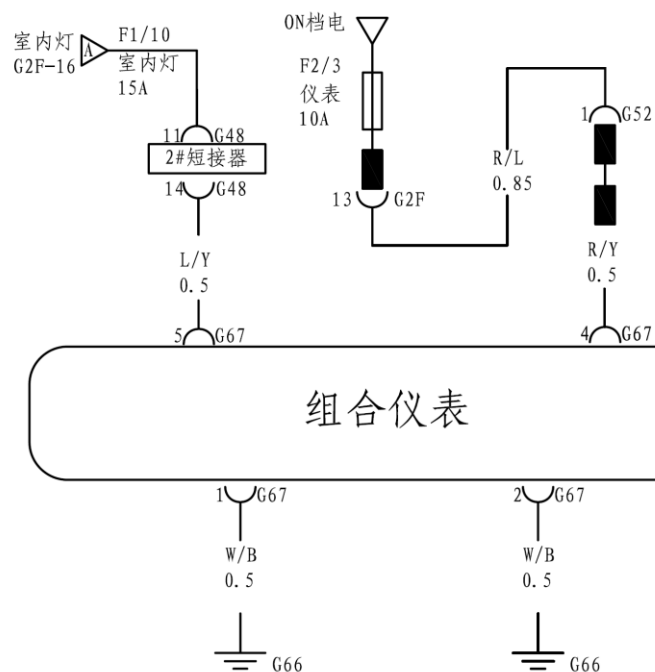 室内灯
G2F-16
A
F1/10
室内灯
15A
ON档电
F2/3
仪表
10A
11 G48
2#短接器
14 G48
13 G2F
R/L
0.85
1 G52
L/Y
0.5
R/Y
0.5
5 G67
4 G67
组合仪表
1 G67
2 G67
W/B
0.5
W/B
0.5
G66
G66